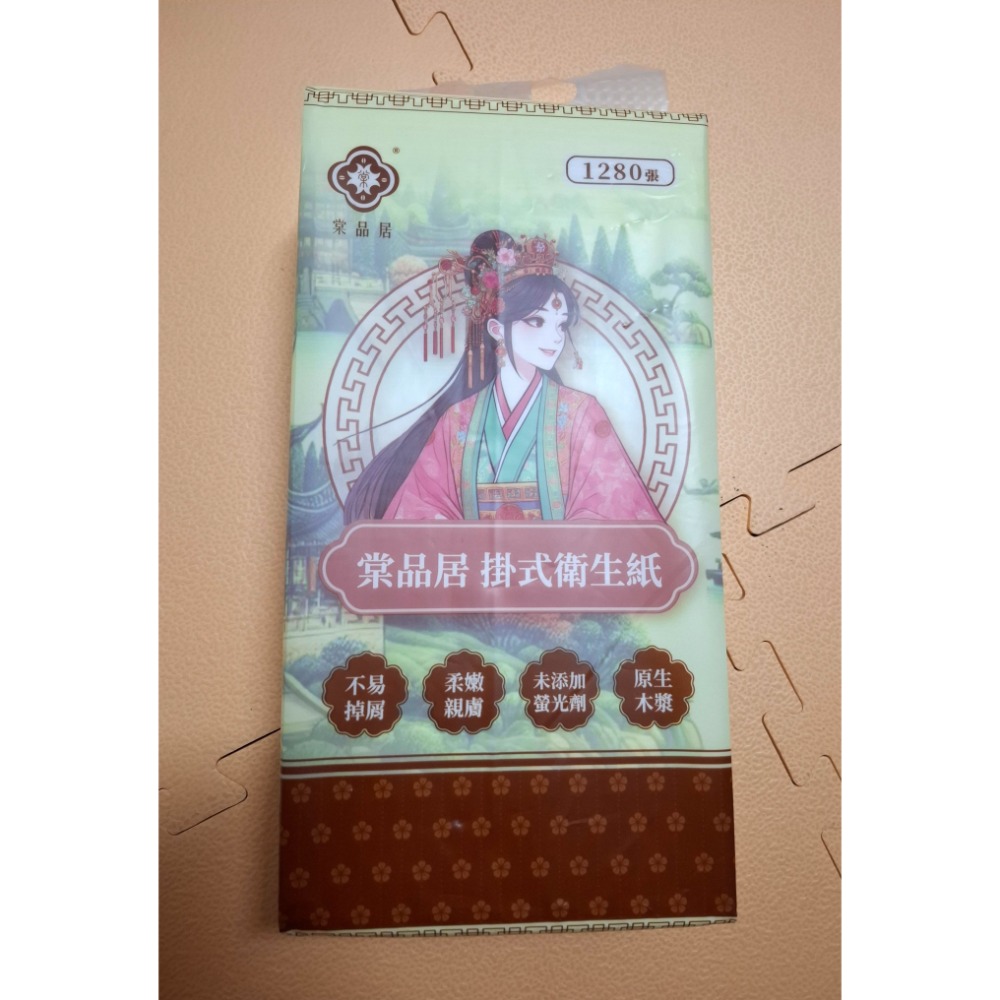 ®
1280張
棠品居
棠品居 掛式衛生紙
不易
掉屑
柔嫩
親膚
未添加
螢光劑
原生
木漿